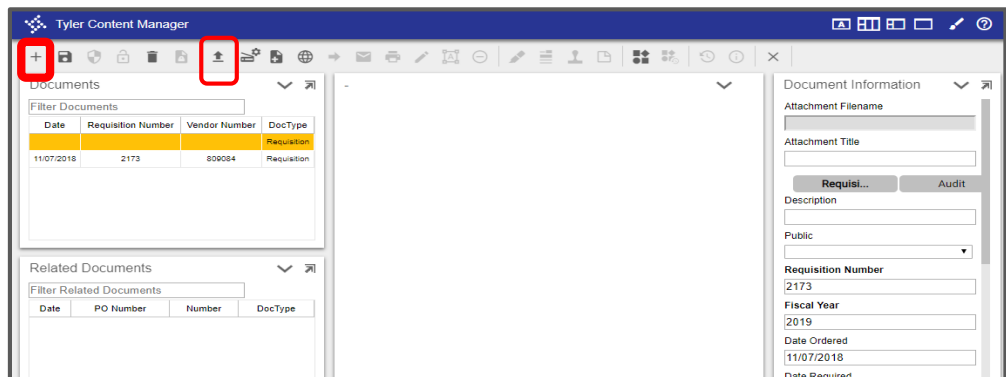 Tyler Content Manager
Documents
Filter Documents
Date Requisition Number Vendor Number DocType
Requisition
11/07/2018 2173 809084 Requisition
Related Documents
Filter Related Documents
Date PO Number Number DocType
-
Document Information
Attachment Filename
Attachment Title
Requisi... Audit
Description
Public
Requisition Number
2173
Fiscal Year
2019
Date Ordered
11/07/2018
Date Required